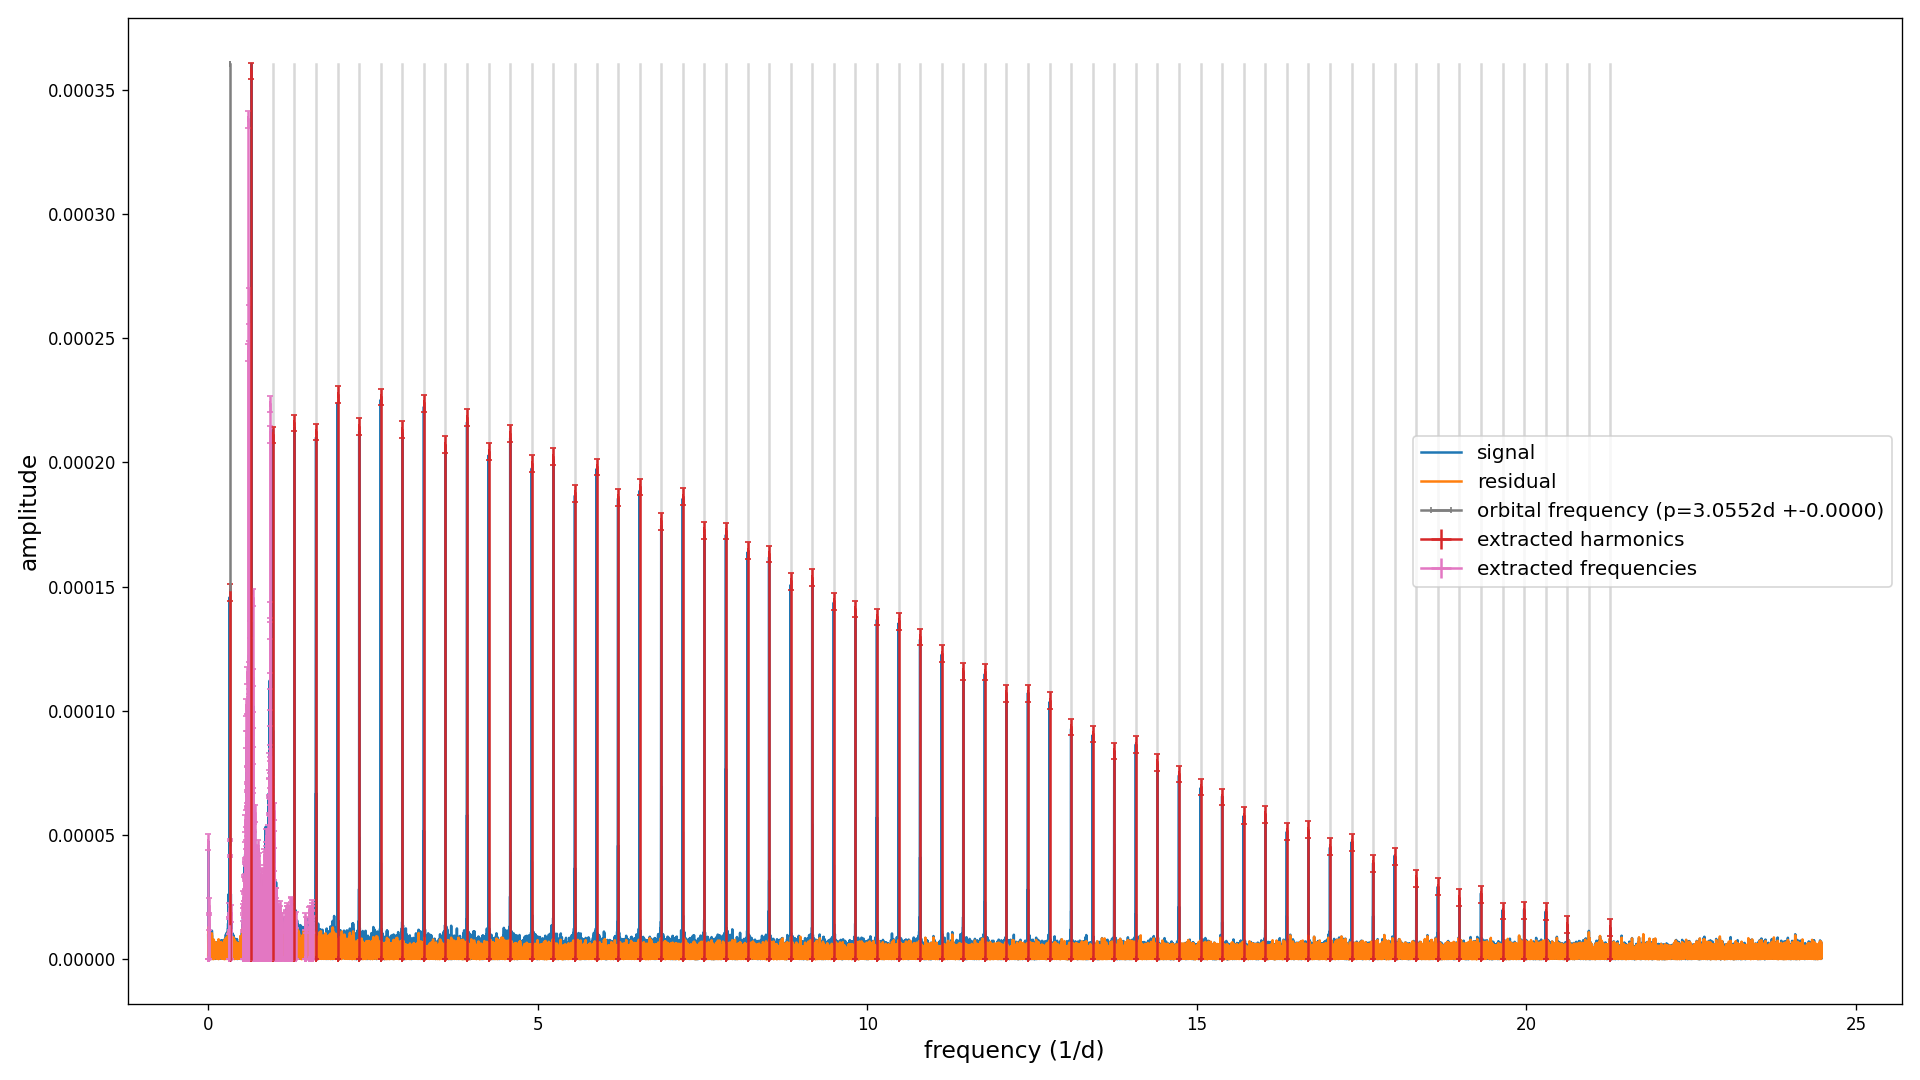 0.00035
0.00030
0.00025
0.00020
0.00015
0.00010
0.00005
0.00000
amplitude
0 5 10 15 20 25
frequency (1/d)
signal
residual
orbital frequency (p=3.0552d +-0.0000)
extracted harmonics
extracted frequencies